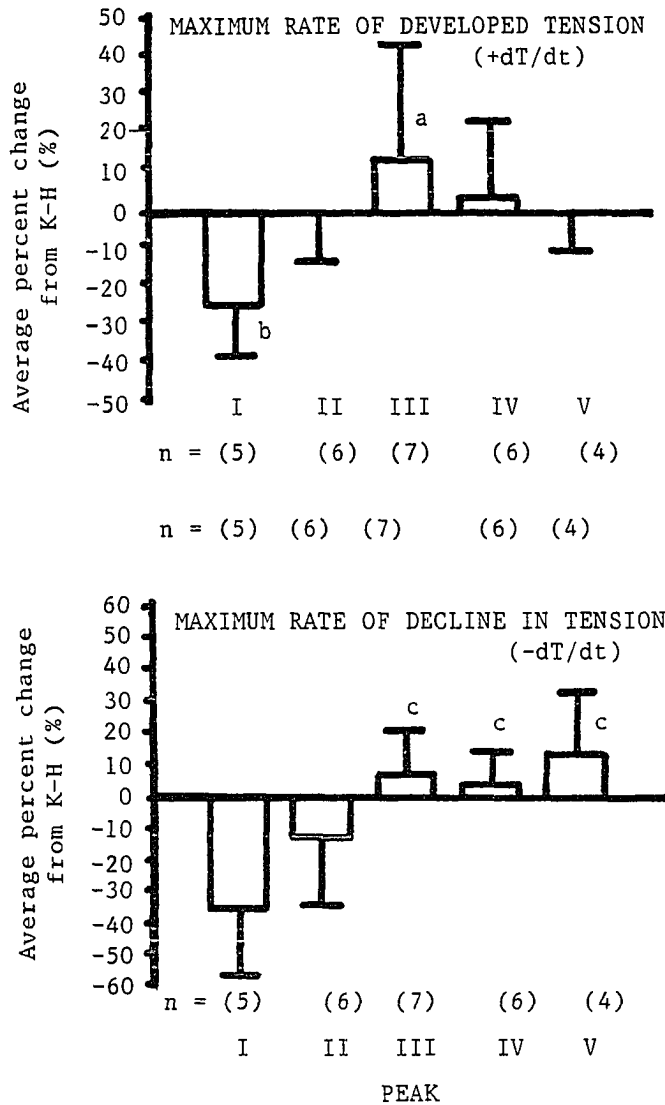 MAXIMUM RATE OF DEVELOPED TENSION
(+dT/dt)
Average percent change
from K-H (%)
50
40
30
20
10
0
-10
-20
-30
-40
-50
a
b
I II III IV V
n = (5) (6) (7) (6) (4)
n = (5) (6) (7) (6) (4)
MAXIMUM RATE OF DECLINE IN TENSION
(-dT/dt)
Average percent change
from K-H (%)
60
50
40
30
20
10
0
-10
-20
-30
-40
-50
-60
c c c
n = (5) (6) (7) (6) (4)
I II III IV V
PEAK